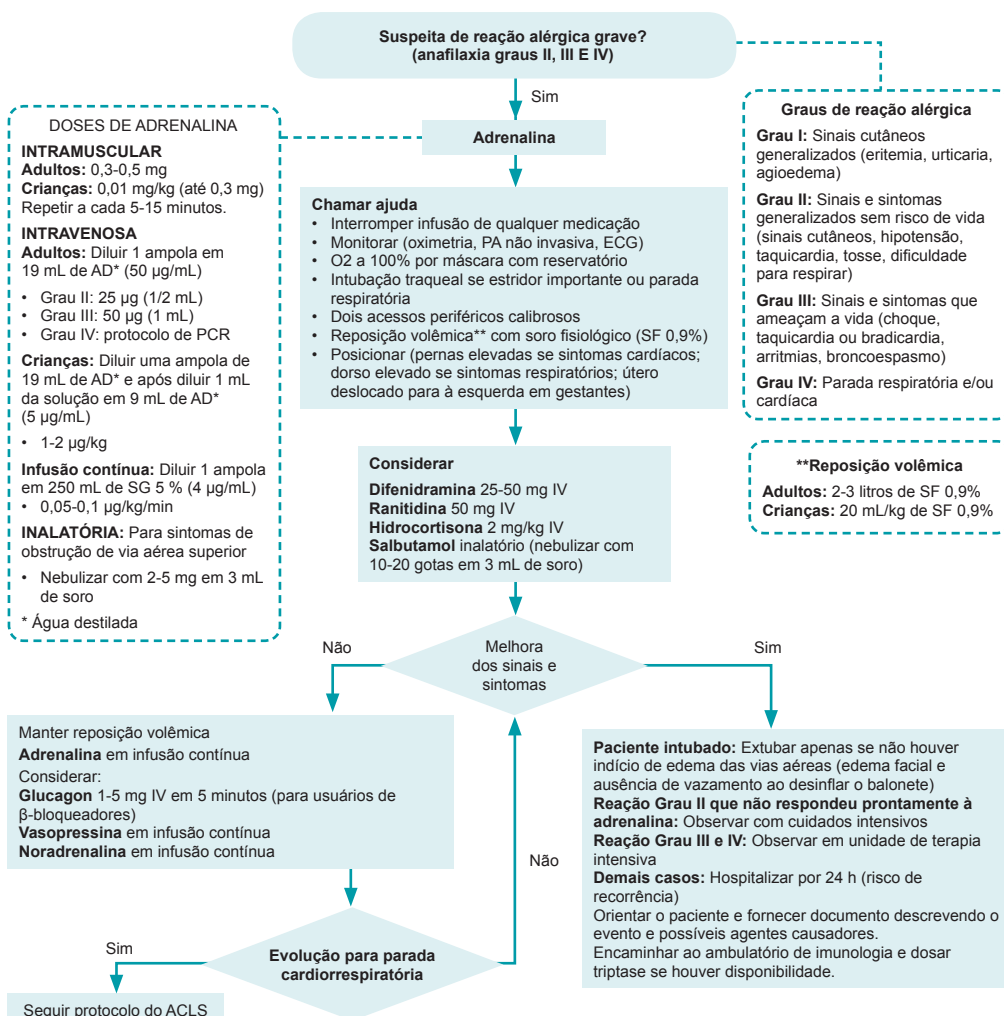 Suspeita de reação alérgica grave?
(anafilaxia graus II, III E IV)
Sim
Adrenalina
DOSES DE ADRENALINA
INTRAMUSCULAR
Adultos: 0,3-0,5 mg
Crianças: 0,01 mg/kg (até 0,3 mg)
Repetir a cada 5-15 minutos.
INTRAVENOSA
Adultos: Diluir 1 ampola em
19 mL de AD* (50 µg/mL)
• Grau II: 25 µg (1/2 mL)
• Grau III: 50 µg (1 mL)
• Grau IV: protocolo de PCR
Crianças: Diluir uma ampola de
19 mL de AD* e após diluir 1 mL
da solução em 9 mL de AD*
(5 µg/mL)
• 1-2 µg/kg
Infusão contínua: Diluir 1 ampola
em 250 mL de SG 5 % (4 µg/mL)
• 0,05-0,1 µg/kg/min
INALATÓRIA: Para sintomas de
obstrução de via aérea superior
• Nebulizar com 2-5 mg em 3 mL
de soro
* Água destilada
Chamar ajuda
• Interromper infusão de qualquer medicação
• Monitorar (oximetria, PA não invasiva, ECG)
• O2 a 100% por máscara com reservatório
• Intubação traqueal se estridor importante ou parada
respiratória
• Dois acessos periféricos calibrosos
• Reposição volêmica** com soro fisiológico (SF 0,9%)
• Posicionar (pernas elevadas se sintomas cardíacos;
dorso elevado se sintomas respiratórios; útero
deslocado para à esquerda em gestantes)
Graus de reação alérgica
Grau I: Sinais cutâneos
generalizados (eritemia, urticaria,
agioedema)
Grau II: Sinais e sintomas
generalizados sem risco de vida
(sinais cutâneos, hipotensão,
taquicardia, tosse, dificuldade
para respirar)
Grau III: Sinais e sintomas que
ameaçam a vida (choque,
taquicardia ou bradicardia,
arritmias, broncoespasmo)
Grau IV: Parada respiratória e/ou
cardíaca
**Reposição volêmica
Adultos: 2-3 litros de SF 0,9%
Crianças: 20 mL/kg de SF 0,9%
Considerar
Difenidramina 25-50 mg IV
Ranitidina 50 mg IV
Hidrocortisona 2 mg/kg IV
Salbutamol inalatório (nebulizar com
10-20 gotas em 3 mL de soro)
Melhora
dos sinais e
sintomas
Não
Sim
Manter reposição volêmica
Adrenalina em infusão contínua
Considerar:
Glucagon 1-5 mg IV em 5 minutos (para usuários de
β-bloqueadores)
Vasopressina em infusão contínua
Noradrenalina em infusão contínua
Paciente intubado: Extubar apenas se não houver
indício de edema das vias aéreas (edema facial e
ausência de vazamento ao desinflar o balonete)
Reação Grau II que não respondeu prontamente à
adrenalina: Observar com cuidados intensivos
Reação Grau III e IV: Observar em unidade de terapia
intensiva
Demais casos: Hospitalizar por 24 h (risco de
recorrência)
Orientar o paciente e fornecer documento descrevendo o
evento e possíveis agentes causadores.
Encaminhar ao ambulatório de imunologia e dosar
triptase se houver disponibilidade.
Não
Evolução para parada
cardiorrespiratória
Sim
Seguir protocolo do ACLS